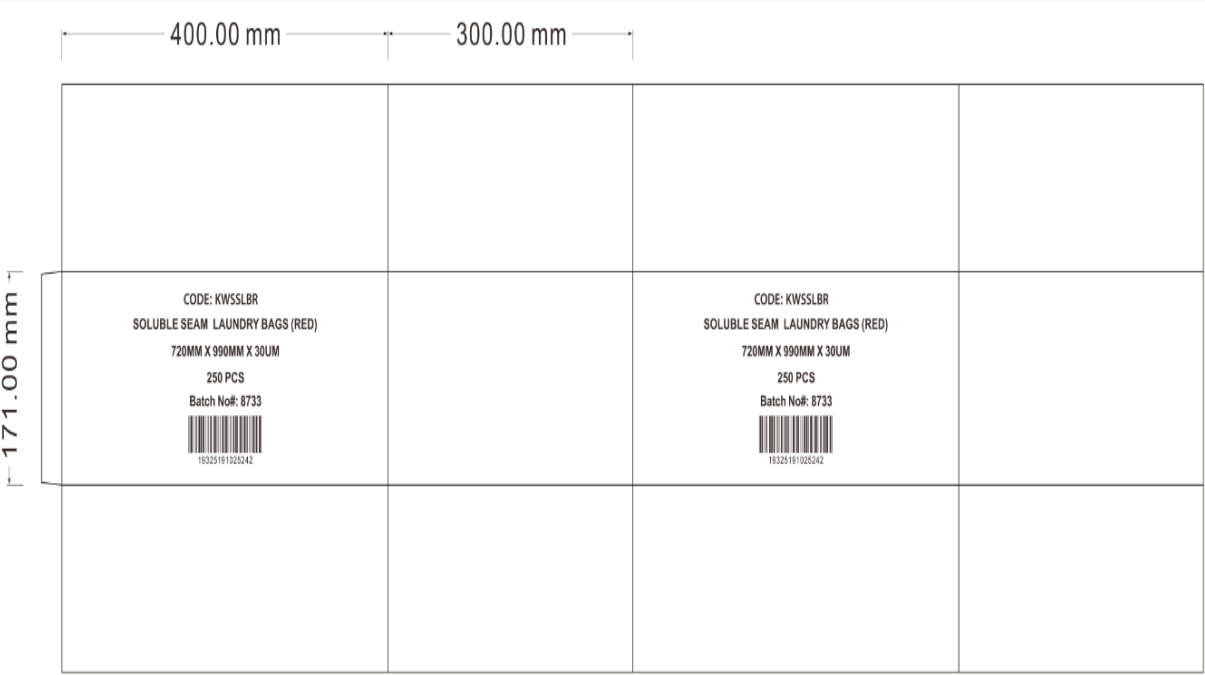 400.00 mm
300.00 mm
171.00 mm
CODE: KWSSLBR
SOLUBLE SEAM LAUNDRY BAGS (RED)
720MM X 990MM X 30UM
250 PCS
Batch No#: 8733
19325191025242
CODE: KWSSLBR
SOLUBLE SEAM LAUNDRY BAGS (RED)
720MM X 990MM X 30UM
250 PCS
Batch No#: 8733
19325191025242